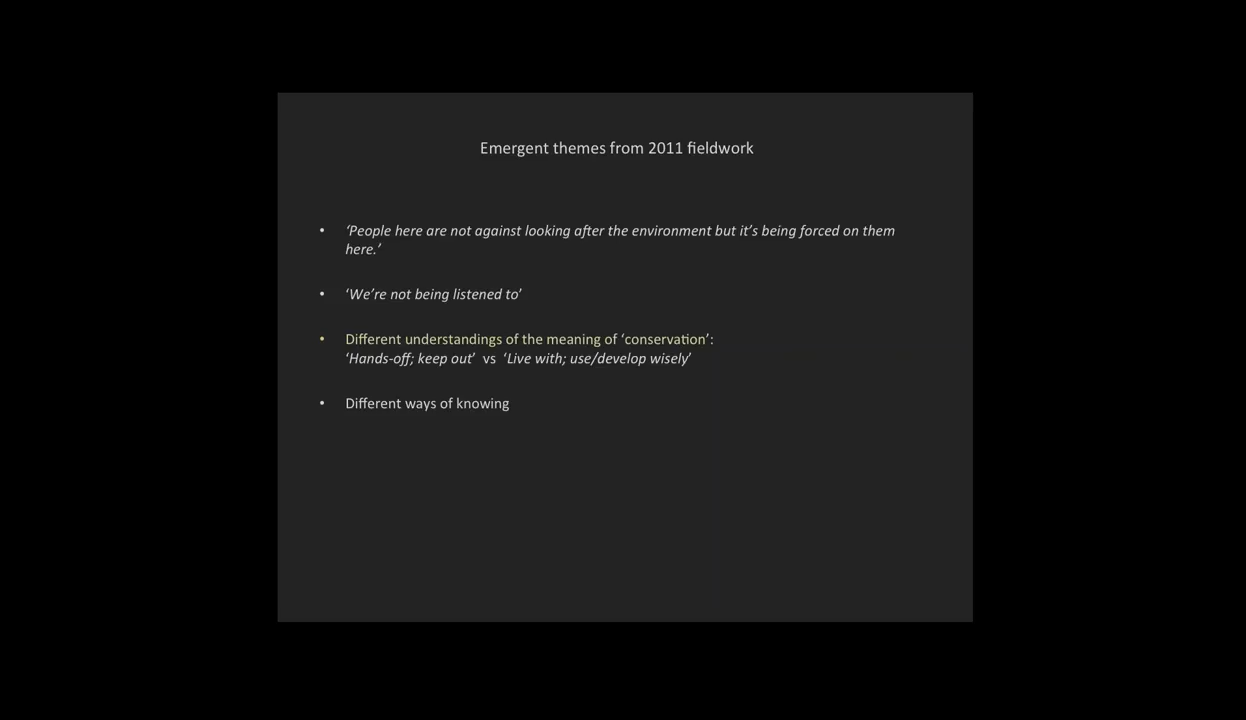 Emergent themes from 2011 fieldwork
• ‘People here are not against looking after the environment but it’s being forced on them
here.’
• ‘We’re not being listened to’
• Different understandings of the meaning of ‘conservation’:
‘Hands-off; keep out’ vs ‘Live with; use/develop wisely’
• Different ways of knowing